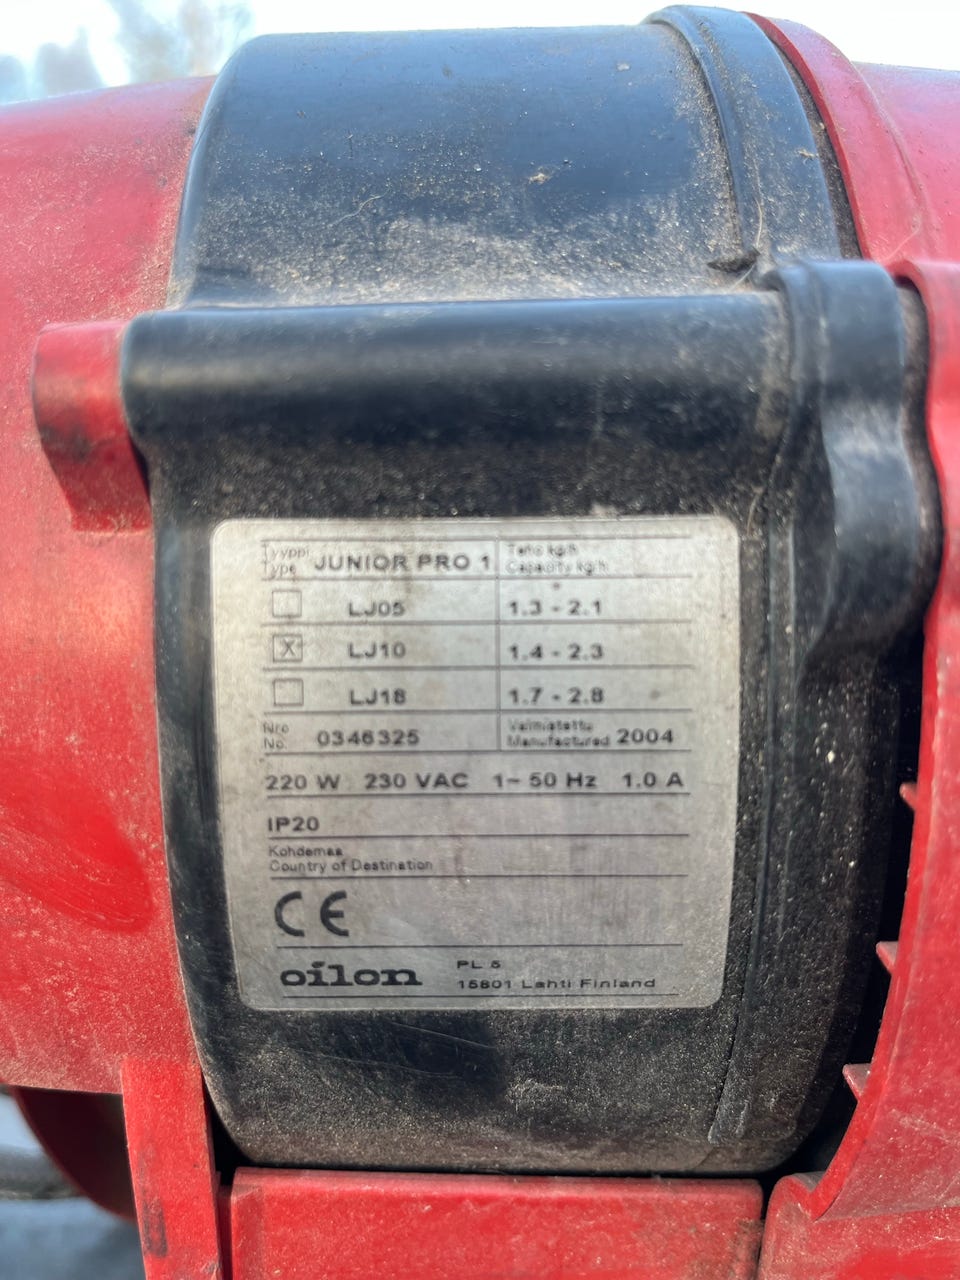 Tyyppi
Type JUNIOR PRO 1
Teho kg/h
Capacity kg/h
LJ05 1.3 - 2.1
X LJ10 1.4 - 2.3
LJ18 1.7 - 2.8
Nro
No. 0346325
Valmistettu
Manufactured 2004
220 W 230 VAC 1~ 50 Hz 1.0 A
IP20
Kohdemaa
Country of Destination
CE
oilon PL 5
15801 Lahti Finland